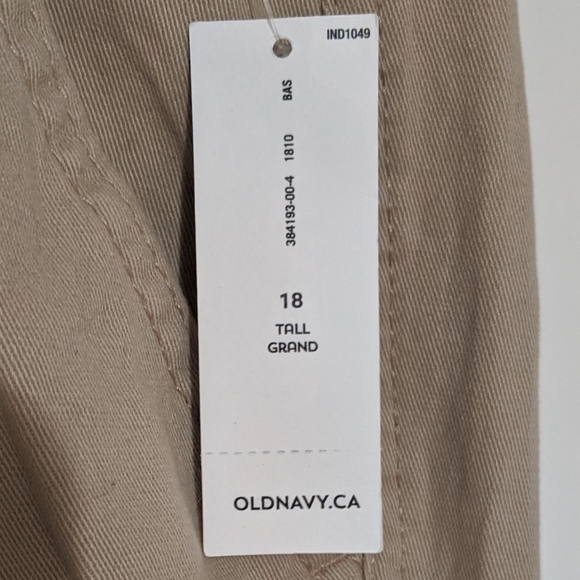 IND1049
384193-00-4 1810 BAS
18
TALL
GRAND
OLDNAVY.CA